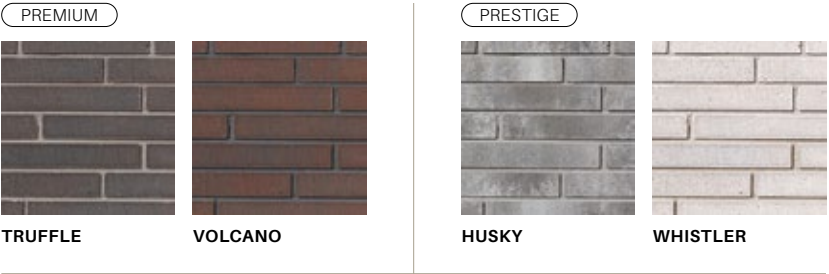 PREMIUM
PRESTIGE
TRUFFLE
VOLCANO
HUSKY
WHISTLER